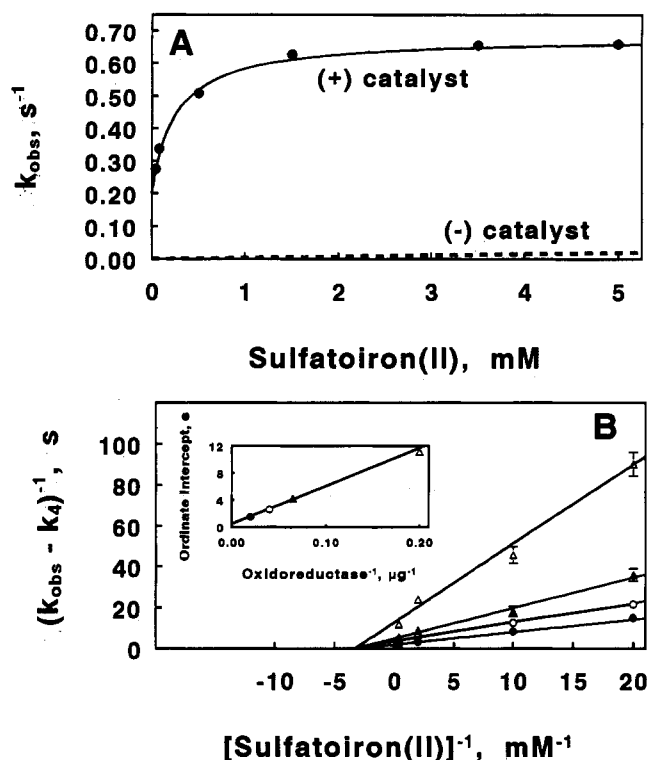 A
0.70
0.60
0.50
0.40
0.30
0.20
0.10
0.00
k_obs, s⁻¹
(+) catalyst
(-) catalyst
0 1 2 3 4 5
Sulfatoiron(II), mM
B
100
80
60
40
20
0
(k_obs - k_4)⁻¹, s
Ordinate Intercept, s
12
8
4
0
0.00 0.10 0.20
Oxidoreductase⁻¹, µg⁻¹
-10 -5 0 5 10 15 20
[Sulfatoiron(II)]⁻¹, mM⁻¹